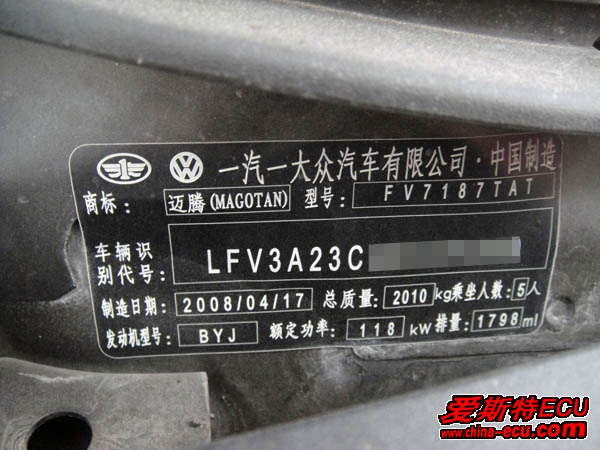 一汽一大众汽车有限公司·中国制造
商标: 迈腾(MAGOTAN) 型号: FV7187TAT
车辆识别代号: LFV3A23C
制造日期: 2008/04/17 总质量: 2010 kg 乘坐人数: 5 人
发动机型号: BYJ 额定功率: 118 kW 排量: 1798 ml
爱斯特ECU
www.china-ecu.com